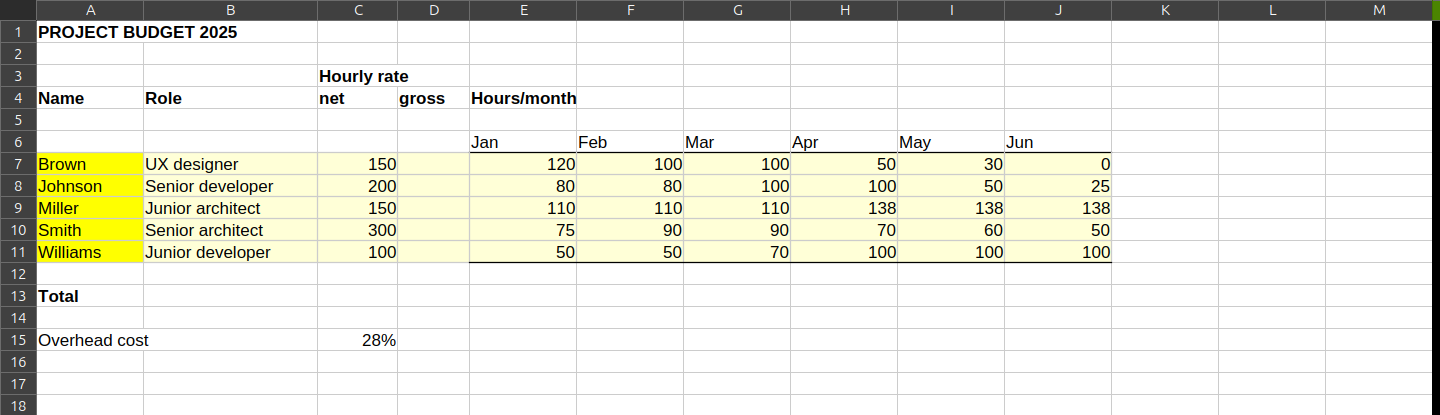 A B C D E F G H I J K L M
1 PROJECT BUDGET 2025
2
3 Hourly rate
4 Name Role net gross Hours/month
5
6 Jan Feb Mar Apr May Jun
7 Brown UX designer 150 120 100 100 50 30 0
8 Johnson Senior developer 200 80 80 100 100 50 25
9 Miller Junior architect 150 110 110 110 138 138 138
10 Smith Senior architect 300 75 90 90 70 60 50
11 Williams Junior developer 100 50 50 70 100 100 100
12
13 Total
14
15 Overhead cost 28%
16
17
18